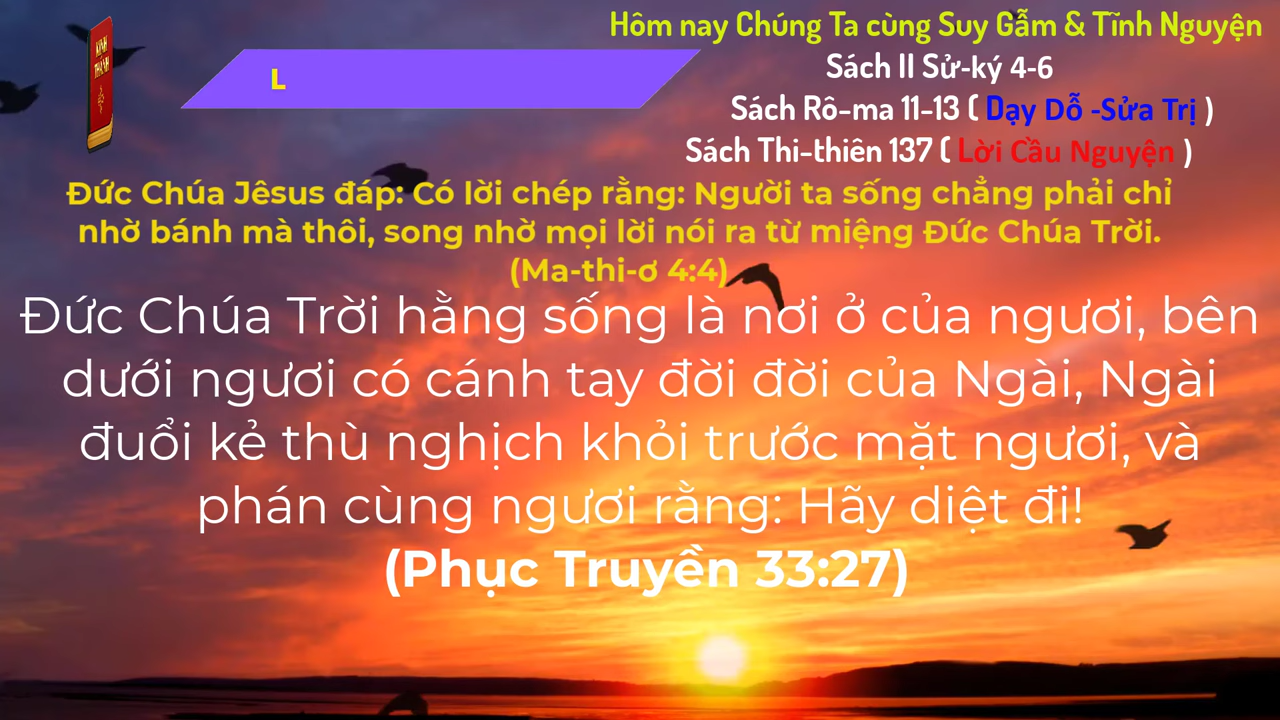 Hôm nay Chúng Ta cùng Suy Gẫm & Tĩnh Nguyện
Sách II Sử-ký 4-6
Sách Rô-ma 11-13 ( Dạy Dỗ -Sửa Trị )
Sách Thi-thiên 137 ( Lời Cầu Nguyện )
KINH
THÁNH
L
Đức Chúa Jêsus đáp: Có lời chép rằng: Người ta sống chẳng phải chỉ
nhờ bánh mà thôi, song nhờ mọi lời nói ra từ miệng Đức Chúa Trời.
(Ma-thi-ơ 4:4)
Đức Chúa Trời hằng sống là nơi ở của ngươi, bên
dưới ngươi có cánh tay đời đời của Ngài, Ngài
đuổi kẻ thù nghịch khỏi trước mặt ngươi, và
phán cùng ngươi rằng: Hãy diệt đi!
(Phục Truyền 33:27)